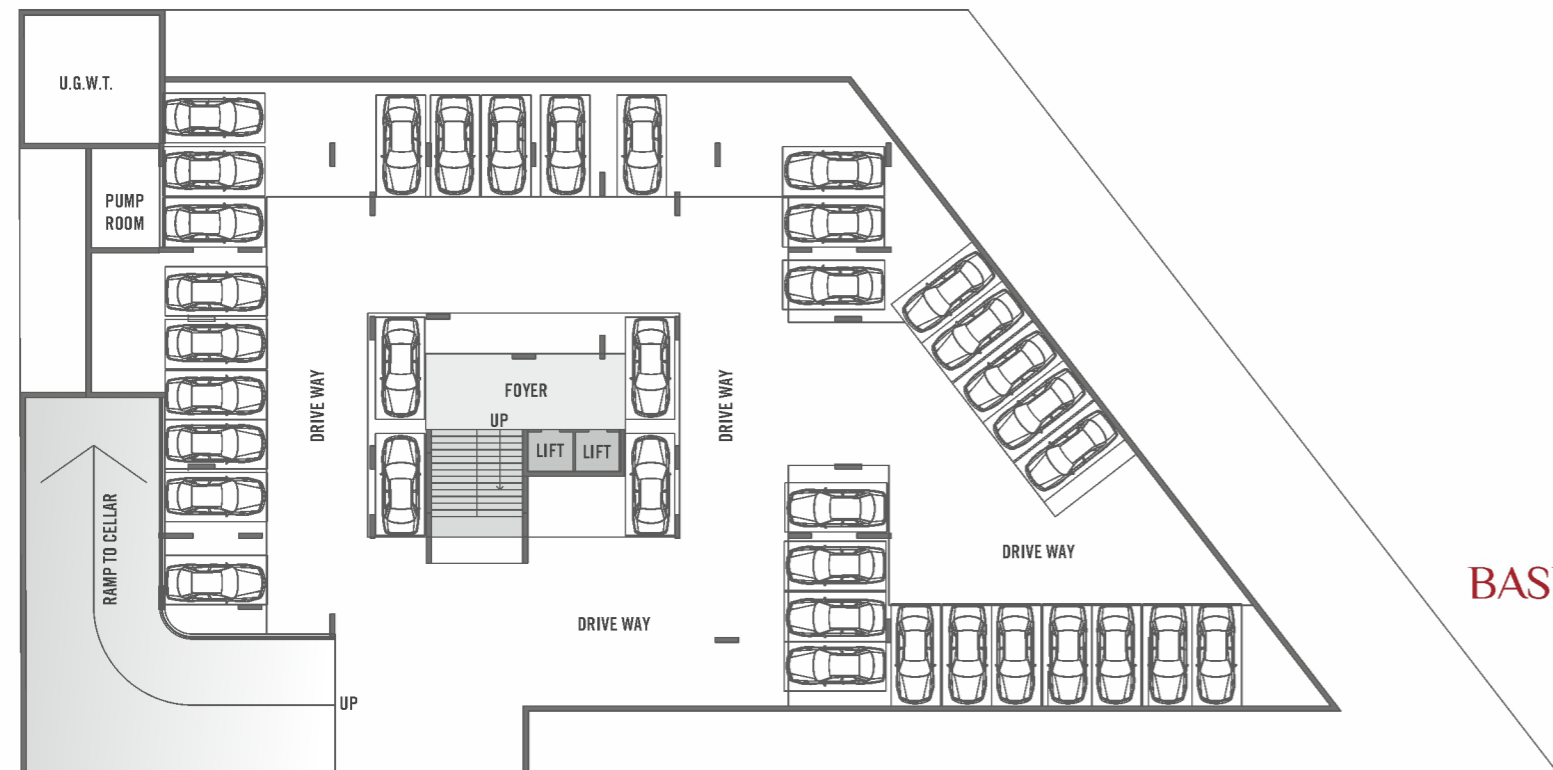 U.G.W.T.
PUMP
ROOM
DRIVE WAY
FOYER
UP
LIFT
LIFT
DRIVE WAY
RAMP TO CELLAR
DRIVE WAY
DRIVE WAY
UP
BAS